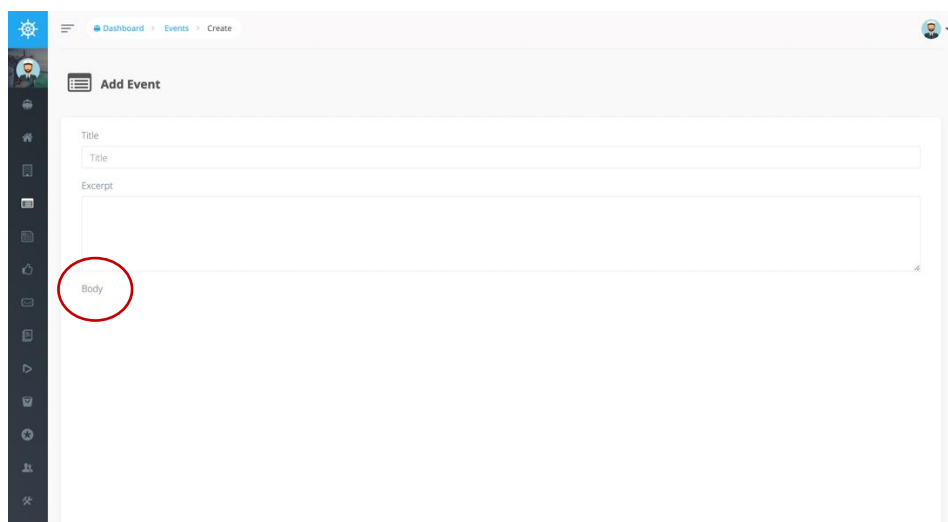 Dashboard > Events > Create
Add Event
Title
Title
Excerpt
Body